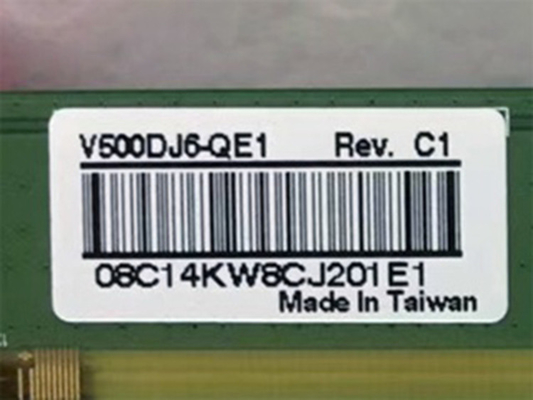 V500DJ6-QE1 Rev. C1
08C14KW8CJ201E1
Made In Taiwan